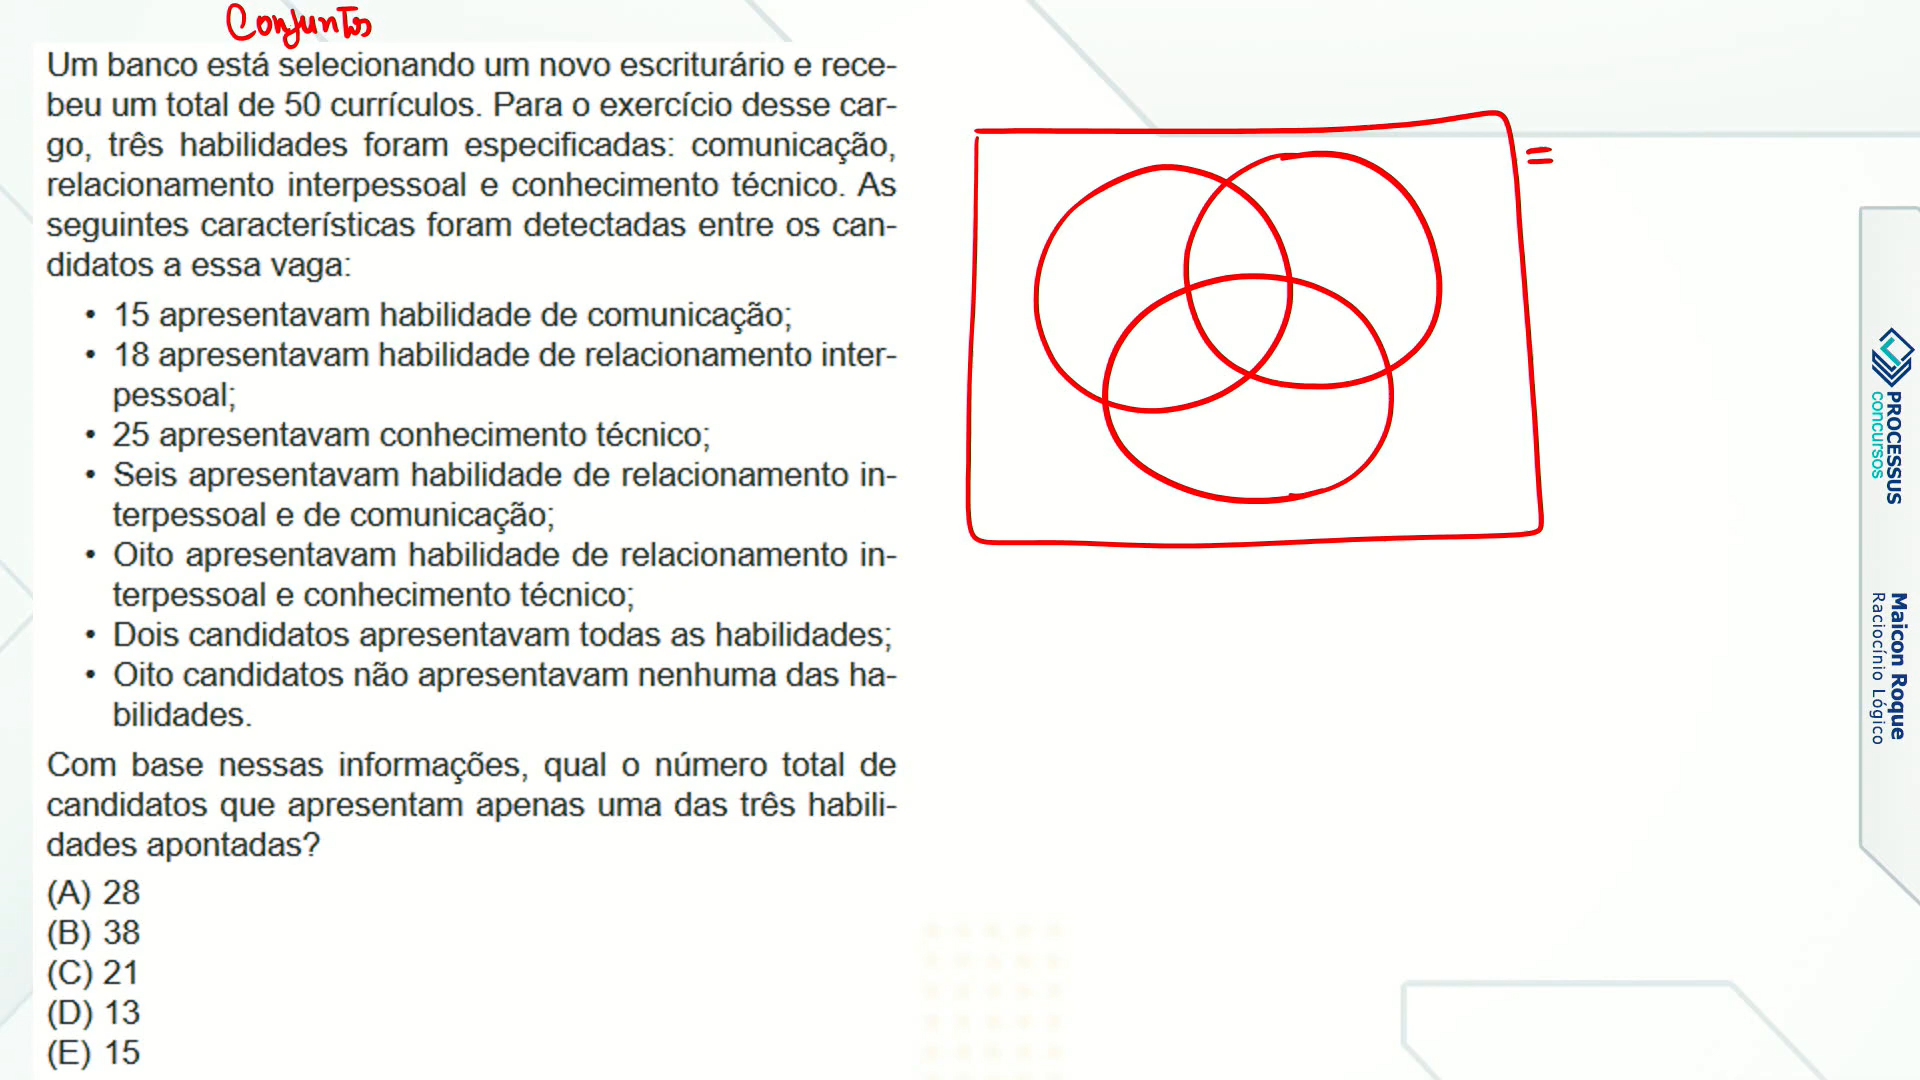 Conjuntos
Um banco está selecionando um novo escriturário e rece-
beu um total de 50 currículos. Para o exercício desse car-
go, três habilidades foram especificadas: comunicação,
relacionamento interpessoal e conhecimento técnico. As
seguintes características foram detectadas entre os can-
didatos a essa vaga:
• 15 apresentavam habilidade de comunicação;
• 18 apresentavam habilidade de relacionamento inter-
pessoal;
• 25 apresentavam conhecimento técnico;
• Seis apresentavam habilidade de relacionamento in-
terpessoal e de comunicação;
• Oito apresentavam habilidade de relacionamento in-
terpessoal e conhecimento técnico;
• Dois candidatos apresentavam todas as habilidades;
• Oito candidatos não apresentavam nenhuma das ha-
bilidades.
Com base nessas informações, qual o número total de
candidatos que apresentam apenas uma das três habili-
dades apontadas?
(A) 28
(B) 38
(C) 21
(D) 13
(E) 15
=
PROCESSUS
concursos
Maicon Roque
Raciocínio Lógico